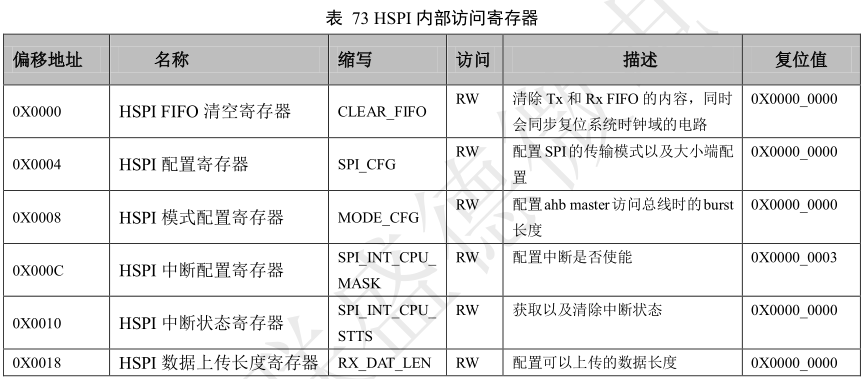 表 73 HSPI 内部访问寄存器
偏移地址 名称 缩写 访问 描述 复位值
0X0000 HSPI FIFO 清空寄存器 CLEAR_FIFO RW 清除 Tx 和 Rx FIFO 的内容，同时 0X0000_0000
会同步复位系统时钟域的电路
0X0004 HSPI 配置寄存器 SPI_CFG RW 配置 SPI 的传输模式以及大小端配 0X0000_0000
置
0X0008 HSPI 模式配置寄存器 MODE_CFG RW 配置 ahb master 访问总线时的 burst 0X0000_0000
长度
0X000C HSPI 中断配置寄存器 SPI_INT_CPU_ RW 配置中断是否使能 0X0000_0003
MASK
0X0010 HSPI 中断状态寄存器 SPI_INT_CPU_ RW 获取以及清除中断状态 0X0000_0000
STTS
0X0018 HSPI 数据上传长度寄存器 RX_DAT_LEN RW 配置可以上传的数据长度 0X0000_0000